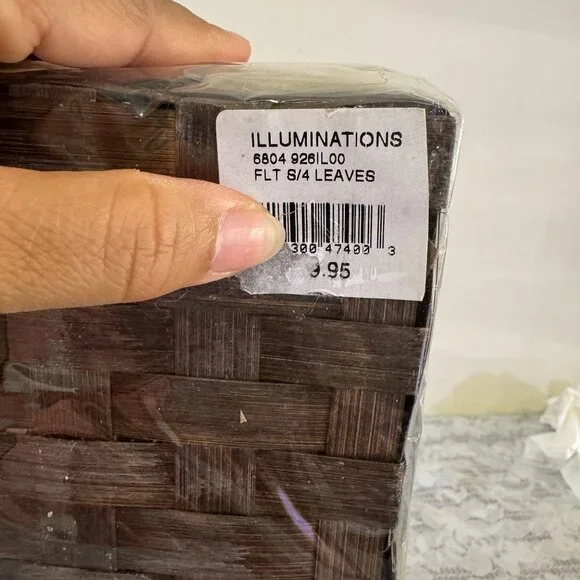 ILLUMINATIONS
6804 926IL00
FLT S/4 LEAVES
300 47400 3
9.95